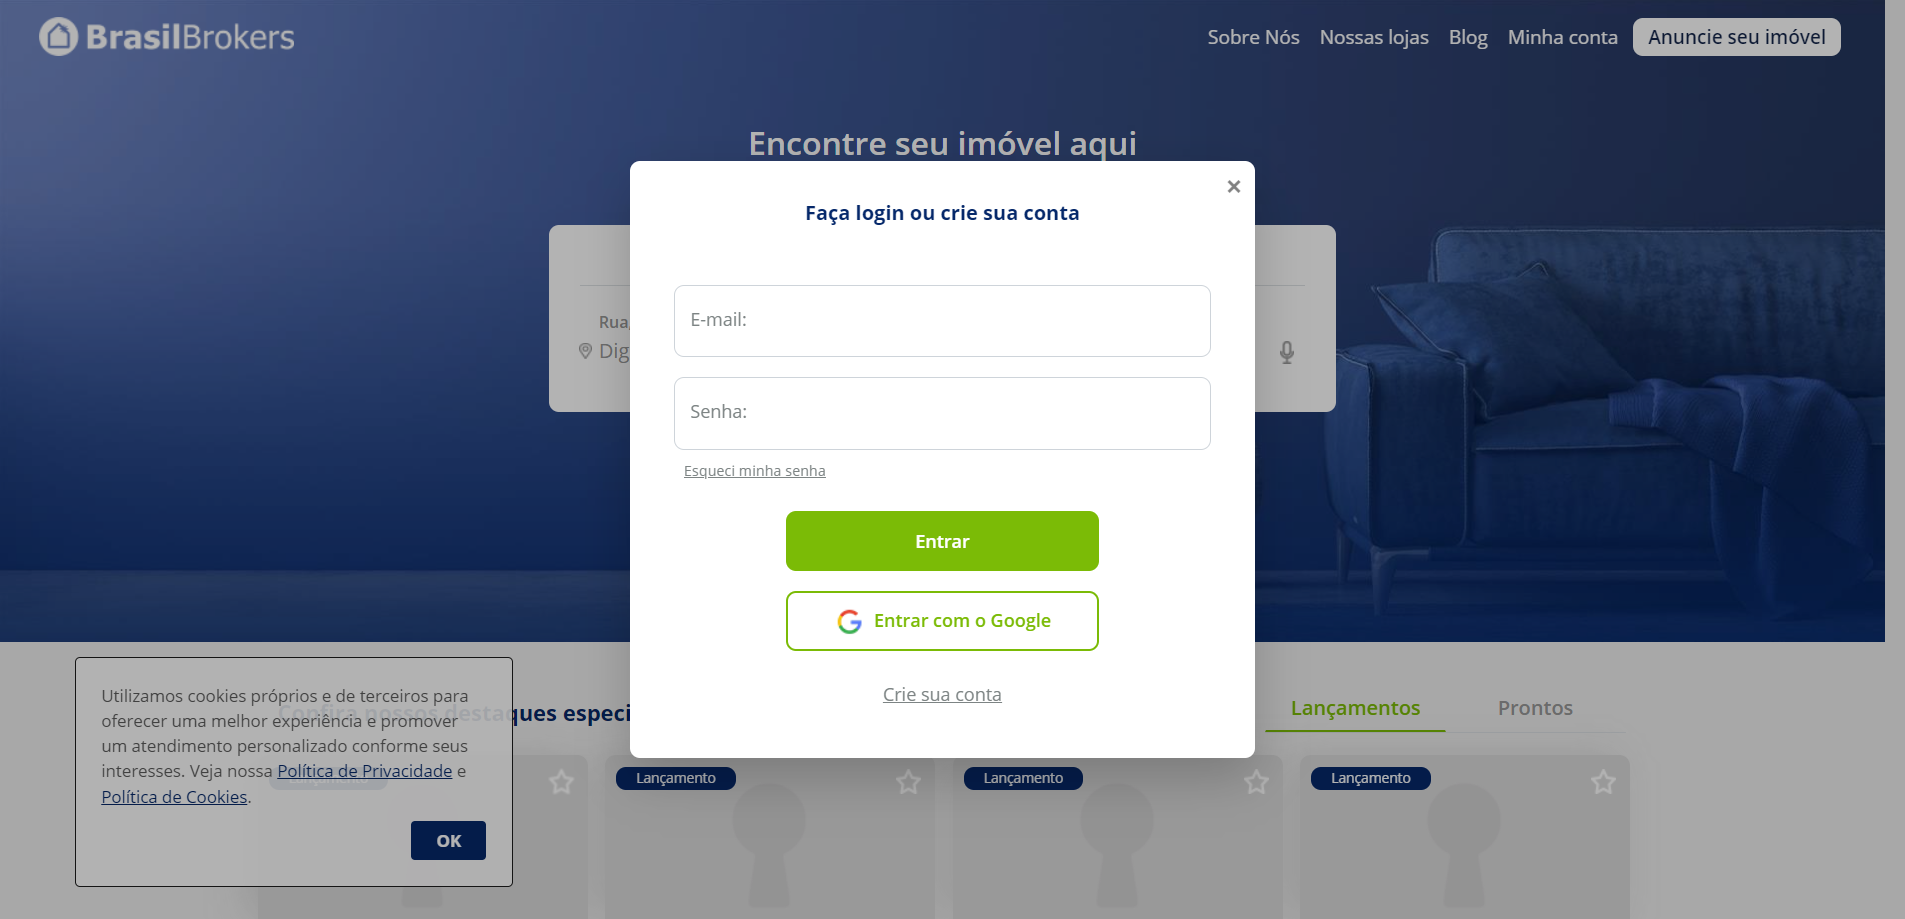 BrasilBrokers
Sobre Nós
Nossas lojas
Blog
Minha conta
Anuncie seu imóvel
Encontre seu imóvel aqui
Rua,
Dig
×
Faça login ou crie sua conta
E-mail:
Senha:
Esqueci minha senha
Entrar
Entrar com o Google
Crie sua conta
Confira nossos destaques especi
Lançamentos
Prontos
Utilizamos cookies próprios e de terceiros para
oferecer uma melhor experiência e promover
um atendimento personalizado conforme seus
interesses. Veja nossa Política de Privacidade e
Política de Cookies.
OK
Lançamento
Lançamento
Lançamento